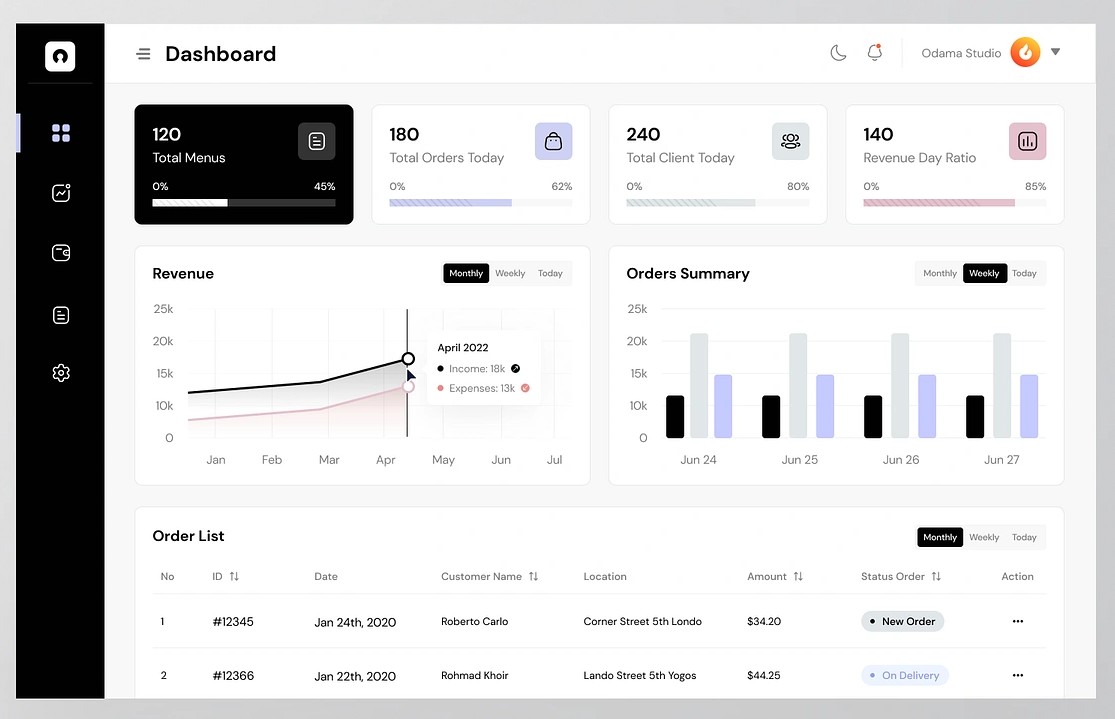 Dashboard
Odama Studio
120
Total Menus
0% 45%
180
Total Orders Today
0% 62%
240
Total Client Today
0% 80%
140
Revenue Day Ratio
0% 85%
Revenue
Monthly Weekly Today
25k
20k
15k
10k
0
Jan Feb Mar Apr May Jun Jul
April 2022
Income: 18k
Expenses: 13k
Orders Summary
Monthly Weekly Today
25k
20k
15k
10k
0
Jun 24 Jun 25 Jun 26 Jun 27
Order List
Monthly Weekly Today
No ID Date Customer Name Location Amount Status Order Action
1 #12345 Jan 24th, 2020 Roberto Carlo Corner Street 5th Londo $34.20 New Order
2 #12366 Jan 22th, 2020 Rohmad Khoir Lando Street 5th Yogos $44.25 On Delivery